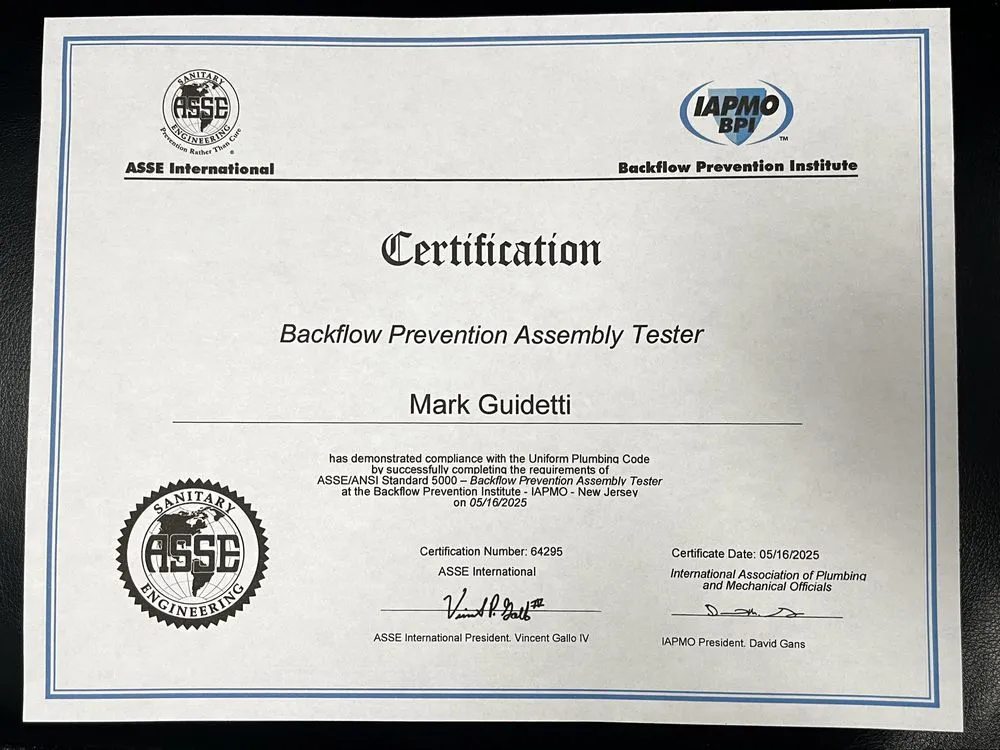 SANITARY
ASSE
ENGINEERING
Prevention Rather Than Cure
ASSE International
IAPMO
BPI
TM
Backflow Prevention Institute
Certification
Backflow Prevention Assembly Tester
Mark Guidetti
has demonstrated compliance with the Uniform Plumbing Code
by successfully completing the requirements of
ASSE/ANSI Standard 5000 – Backflow Prevention Assembly Tester
at the Backflow Prevention Institute - IAPMO - New Jersey
on 05/16/2025
SANITARY
ASSE
ENGINEERING
Certification Number: 64295
ASSE International
Vincent P. Gallo IV
ASSE International President. Vincent Gallo IV
Certificate Date: 05/16/2025
International Association of Plumbing
and Mechanical Officials
IAPMO President. David Gans